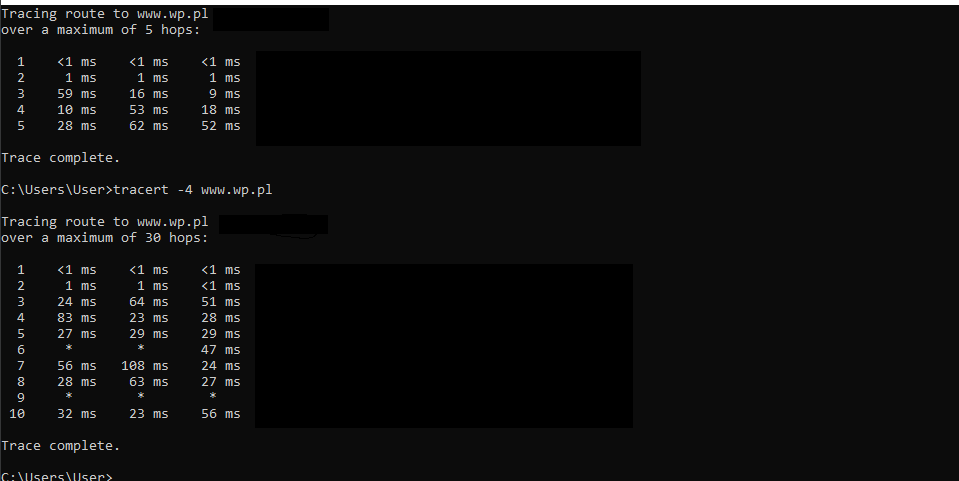 Tracing route to www.wp.pl
over a maximum of 5 hops:
1 <1 ms <1 ms <1 ms
2 1 ms 1 ms 1 ms
3 59 ms 16 ms 9 ms
4 10 ms 53 ms 18 ms
5 28 ms 62 ms 52 ms
Trace complete.
C:\Users\User>tracert -4 www.wp.pl
Tracing route to www.wp.pl
over a maximum of 30 hops:
1 <1 ms <1 ms <1 ms
2 1 ms 1 ms <1 ms
3 24 ms 64 ms 51 ms
4 83 ms 23 ms 28 ms
5 27 ms 29 ms 29 ms
6 * * 47 ms
7 56 ms 108 ms 24 ms
8 28 ms 63 ms 27 ms
9 * * *
10 32 ms 23 ms 56 ms
Trace complete.
C:\Users\User>